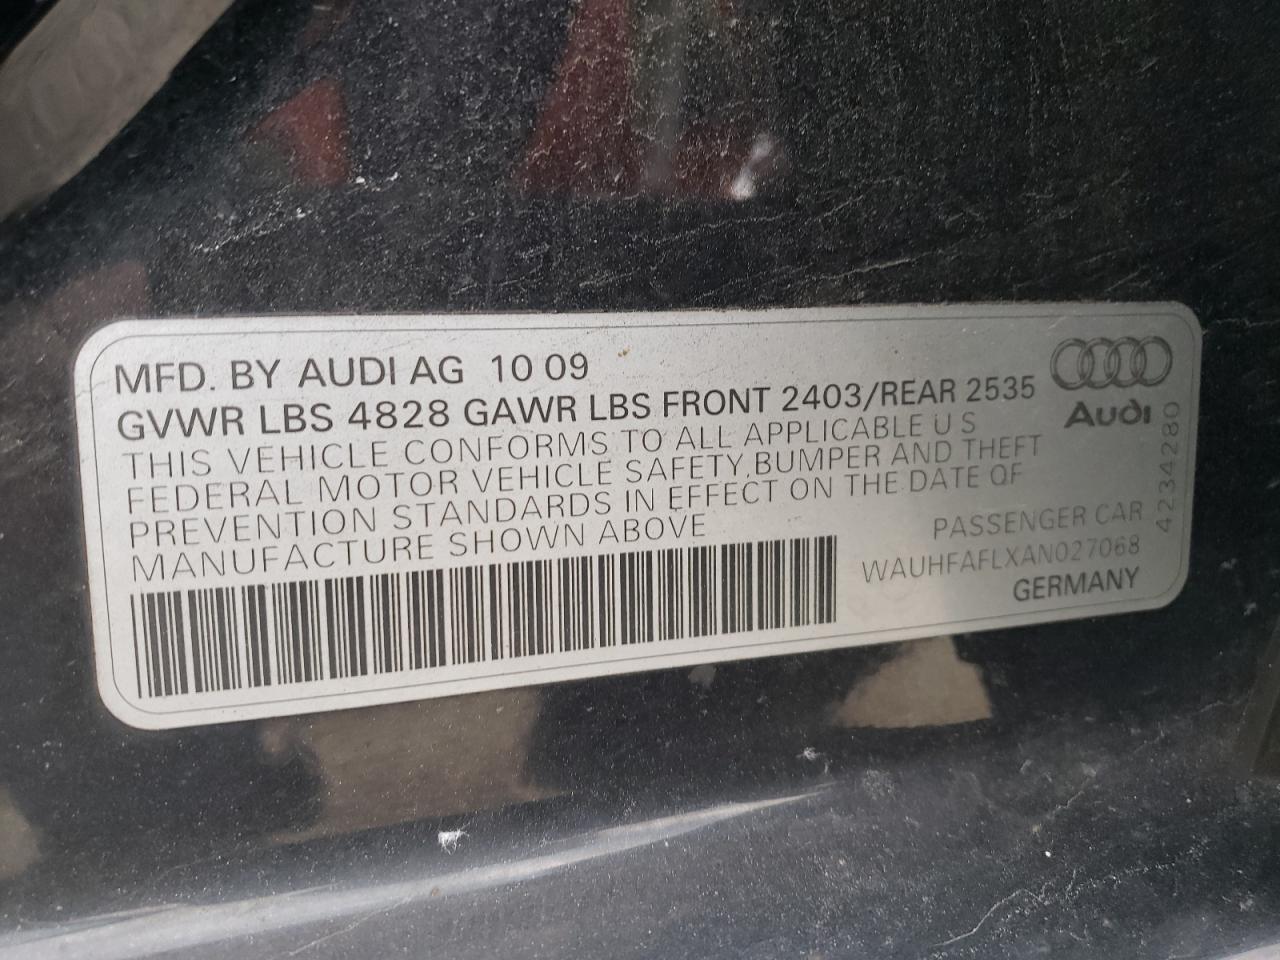 MFD. BY AUDI AG 10 09
GVWR LBS 4828 GAWR LBS FRONT 2403/REAR 2535
THIS VEHICLE CONFORMS TO ALL APPLICABLE U S
FEDERAL MOTOR VEHICLE SAFETY, BUMPER AND THEFT
PREVENTION STANDARDS IN EFFECT ON THE DATE OF
MANUFACTURE SHOWN ABOVE
Audi
PASSENGER CAR
WAUHFAFLXAN027068
GERMANY
4234280